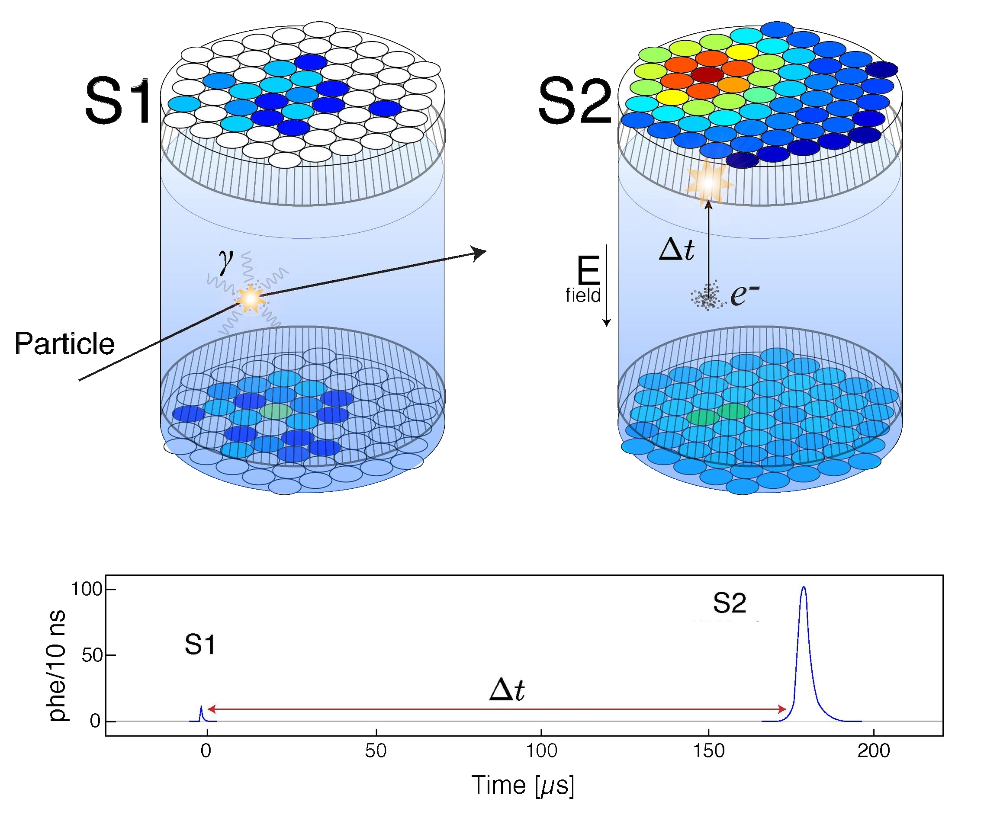 S1
S2
γ
Δt
E
field
e-
Particle
100
50
0
phe/10 ns
S1
S2
Δt
0
50
100
150
200
Time [µs]